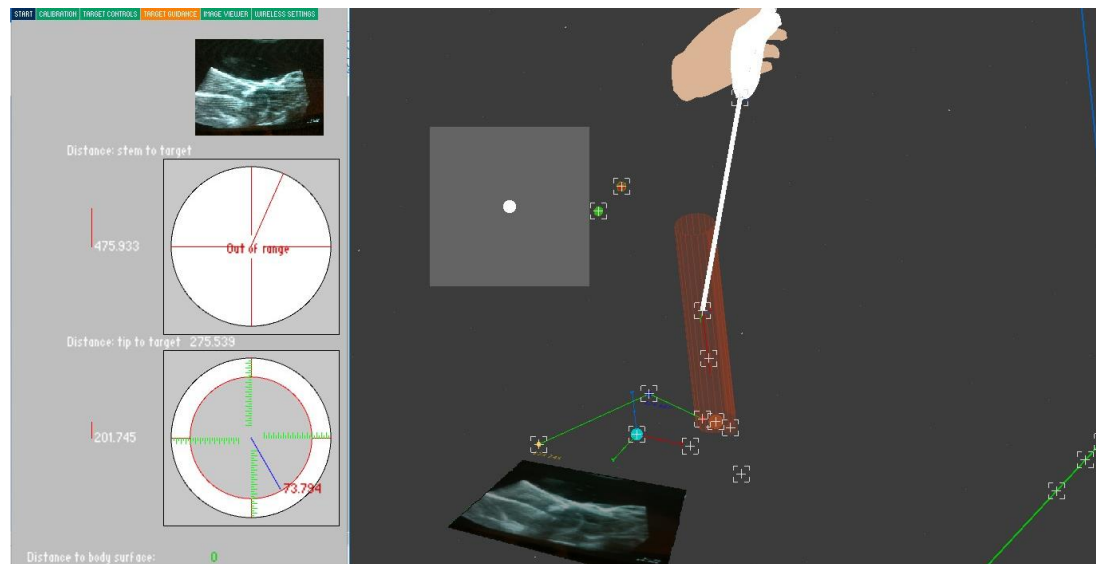 START CALIBRATION TARGET CONTROLS TARGET GUIDANCE IMAGE VIEWER WIRELESS SETTINGS
Distance: stem to target
475.933
Out of range
Distance: tip to target 275.539
201.745
73.794
Distance to body surface: 0